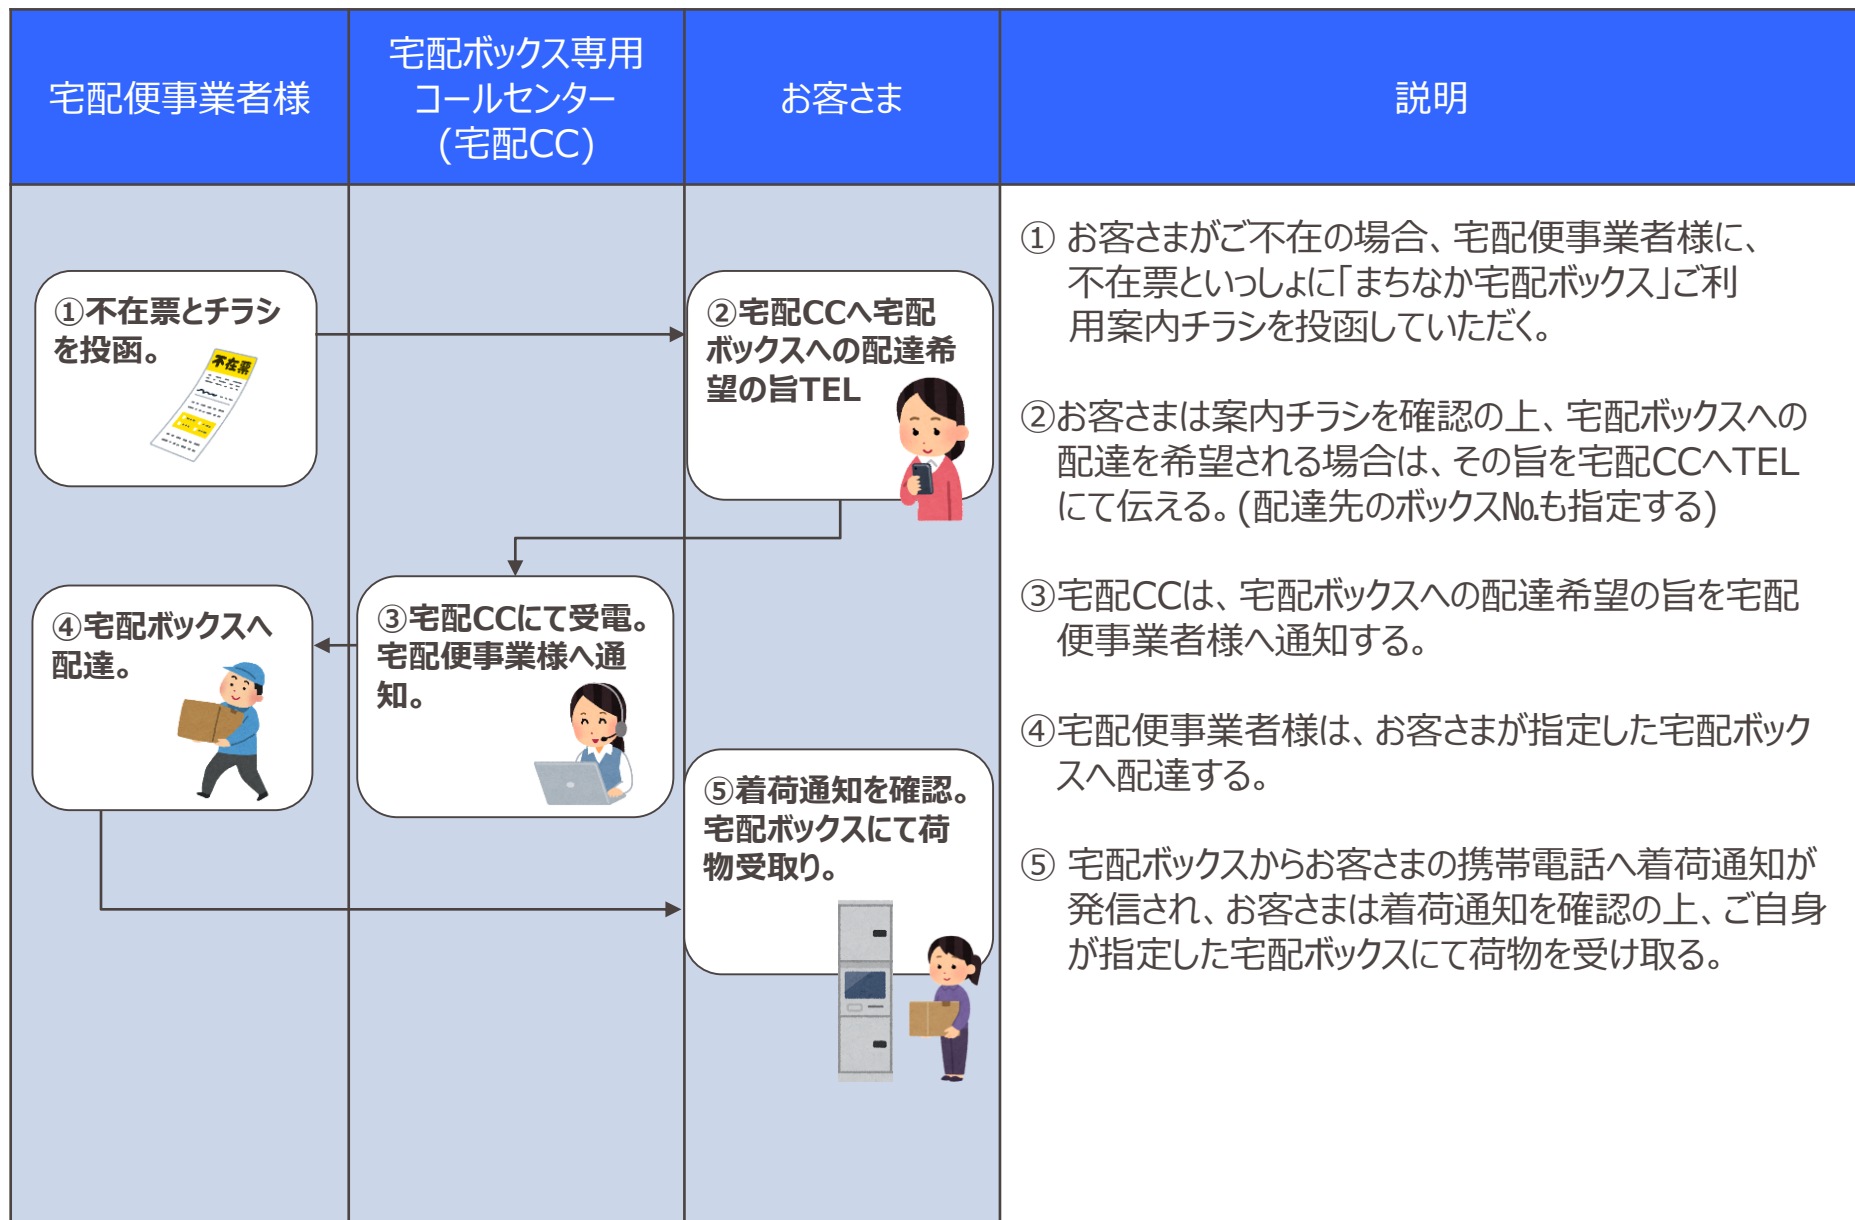 宅配便事業者様
宅配ボックス専用
コールセンター
(宅配CC)
お客さま
説明
①不在票とチラシ
を投函。
不在票
②宅配CCへ宅配
ボックスへの配達希
望の旨TEL
③宅配CCにて受電。
宅配便事業様へ通
知。
④宅配ボックスへ
配達。
⑤着荷通知を確認。
宅配ボックスにて荷
物受取り。
① お客さまがご不在の場合、宅配便事業者様に、
不在票といっしょに「まちなか宅配ボックス」ご利
用案内チラシを投函していただく。
②お客さまは案内チラシを確認の上、宅配ボックスへの
配達を希望される場合は、その旨を宅配CCへTEL
にて伝える。(配達先のボックス№も指定する)
③宅配CCは、宅配ボックスへの配達希望の旨を宅配
便事業者様へ通知する。
④宅配便事業者様は、お客さまが指定した宅配ボック
スへ配達する。
⑤ 宅配ボックスからお客さまの携帯電話へ着荷通知が
発信され、お客さまは着荷通知を確認の上、ご自身
が指定した宅配ボックスにて荷物を受け取る。